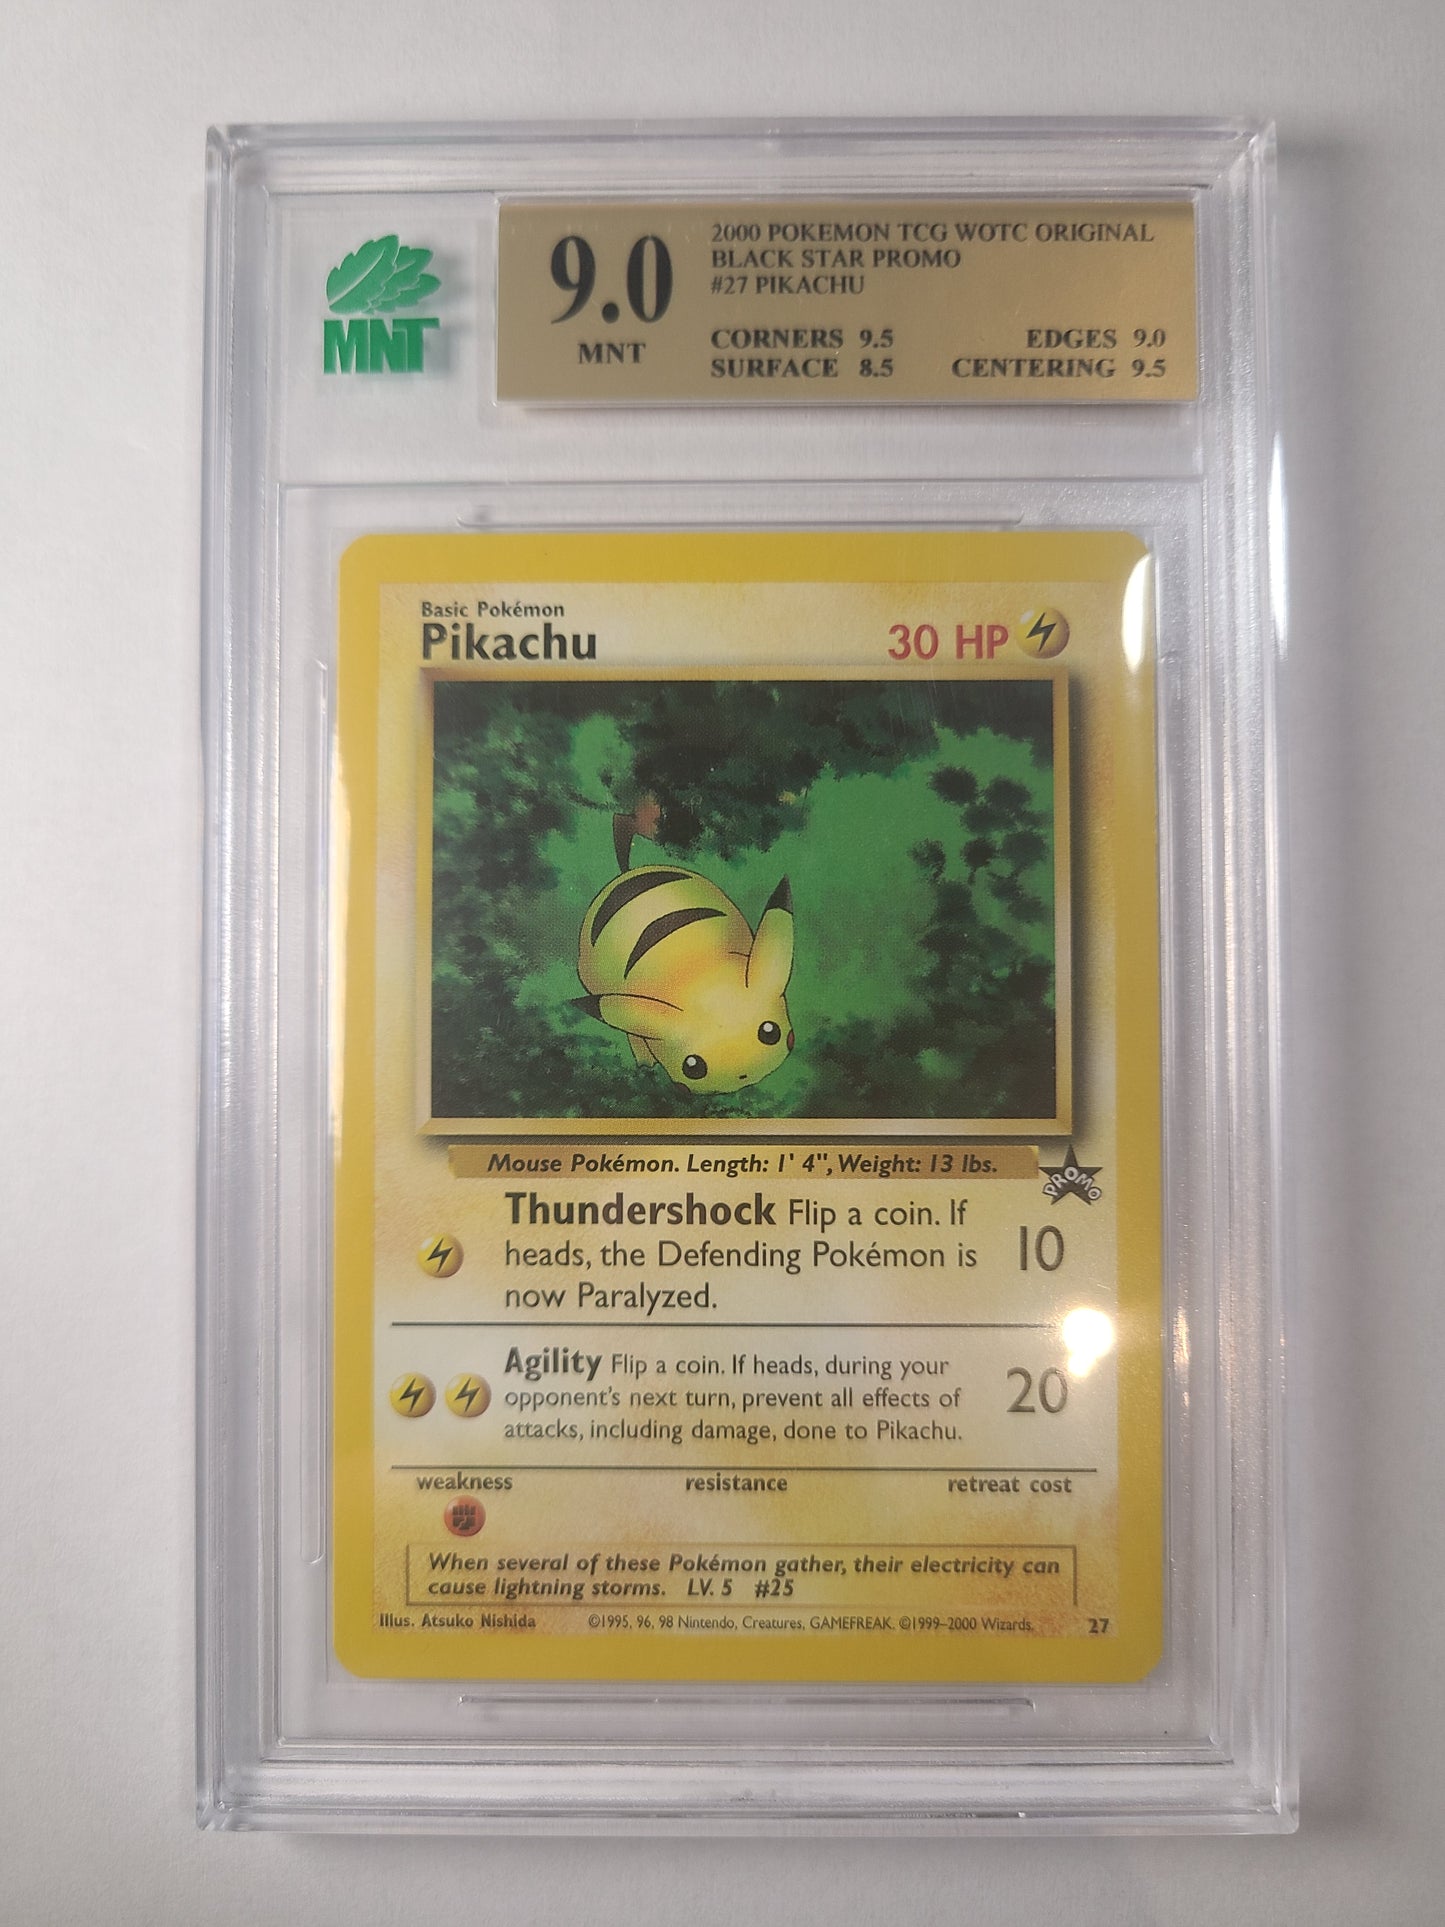 MNT
9.0
MNT
2000 POKEMON TCG WOTC ORIGINAL
BLACK STAR PROMO
#27 PIKACHU
CORNERS 9.5 EDGES 9.0
SURFACE 8.5 CENTERING 9.5
Basic Pokémon
Pikachu 30 HP
Mouse Pokémon. Length: 1' 4", Weight: 13 lbs.
PROMO
Thundershock Flip a coin. If
heads, the Defending Pokémon is
now Paralyzed.
10
Agility Flip a coin. If heads, during your
opponent's next turn, prevent all effects of
attacks, including damage, done to Pikachu.
20
weakness resistance retreat cost
When several of these Pokémon gather, their electricity can
cause lightning storms. LV. 5 #25
Illus. Atsuko Nishida ©1995, 96, 98 Nintendo, Creatures, GAMEFREAK. ©1999–2000 Wizards. 27